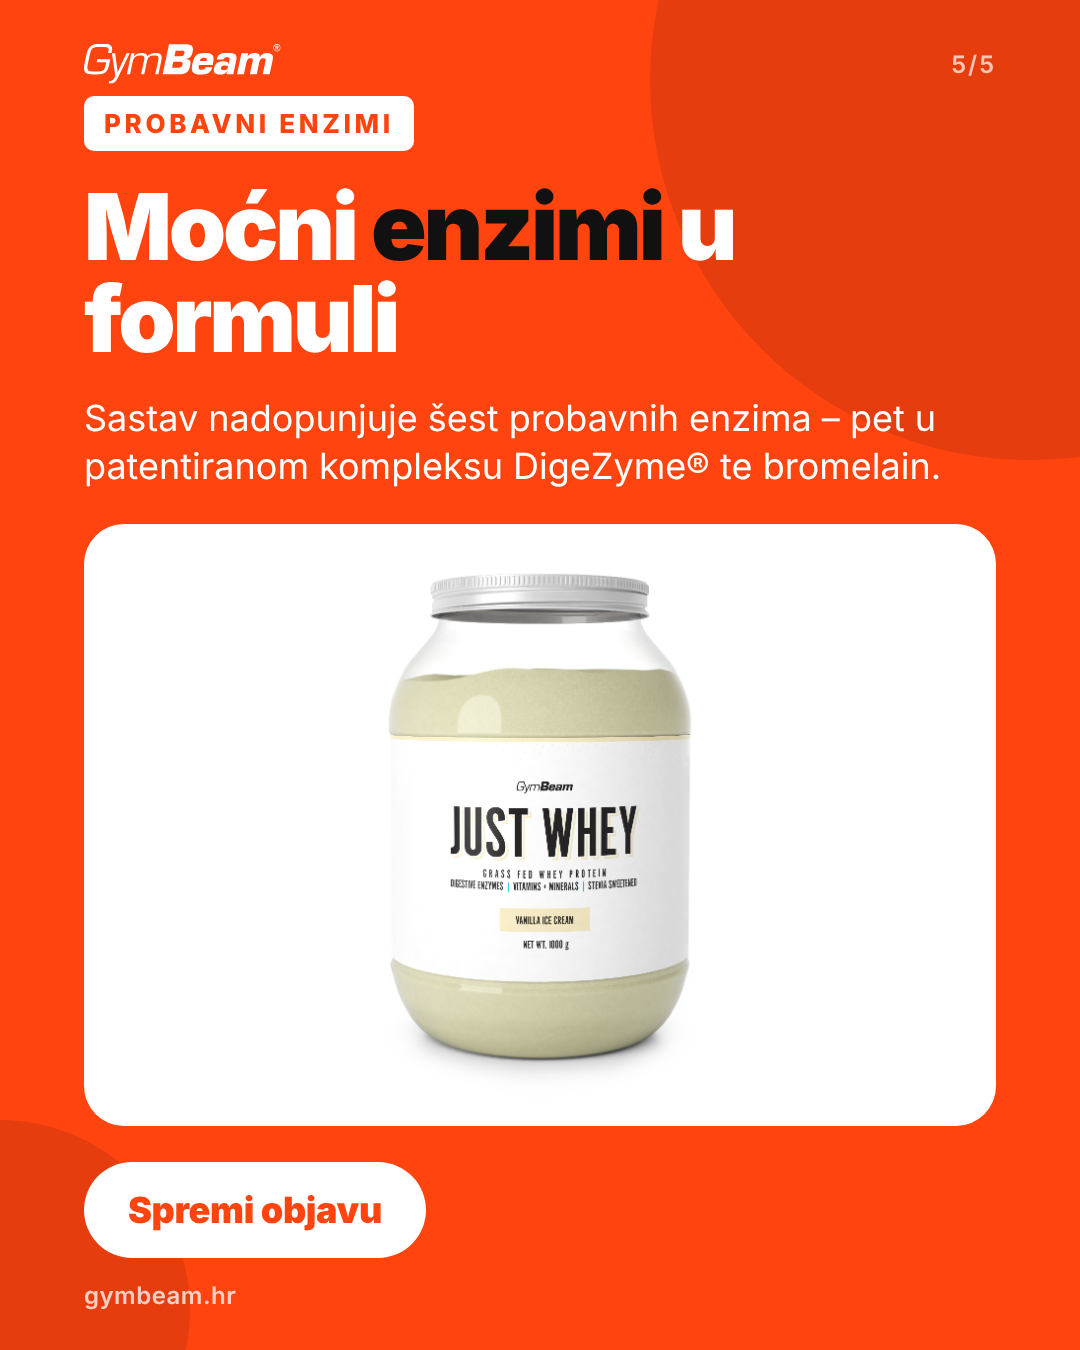 GymBeam®
5/5
PROBAVNI ENZIMI
Moćni enzimi u
formuli
Sastav nadopunjuje šest probavnih enzima – pet u
patentiranom kompleksu DigeZyme® te bromelain.
GymBeam
JUST WHEY
GRASS FED WHEY PROTEIN
DIGESTIVE ENZYMES | VITAMINS + MINERALS | STEVIA SWEETENED
VANILLA ICE CREAM
NET WT. 1000 g
Spremi objavu
gymbeam.hr